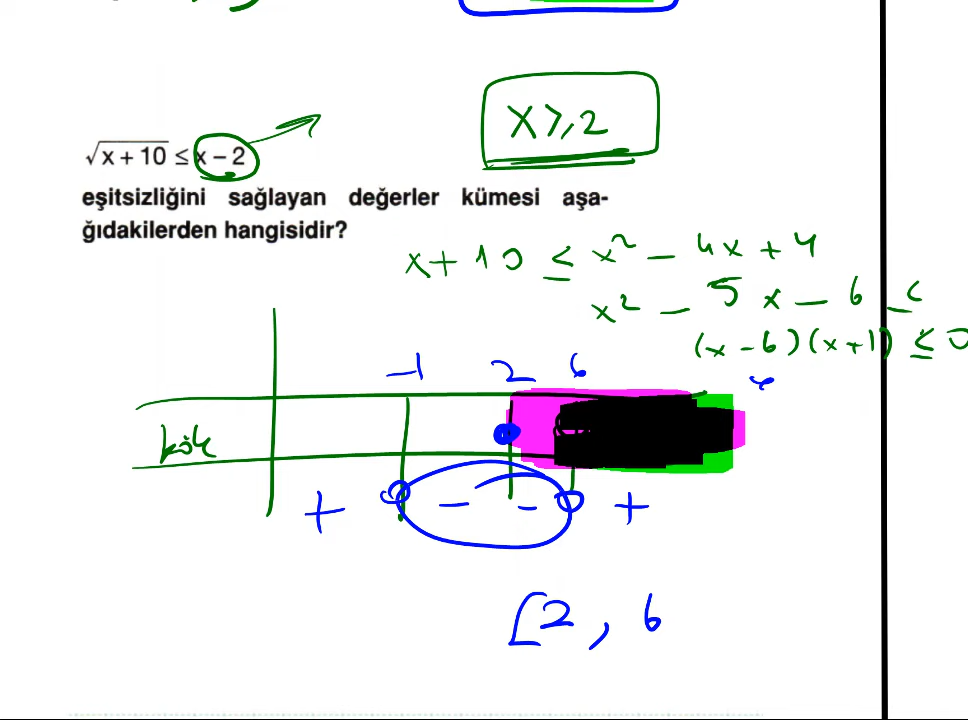 x ⩾ 2
√x + 10 ≤ x – 2
eşitsizliğini sağlayan değerler kümesi aşa-
ğıdakilerden hangisidir?
x + 10 ≤ x² – 4x + 4
x² – 5x – 6 ≤
(x – 6)(x + 1) ≤ 0
–1 2 6
kök
+ – – +
[2, 6